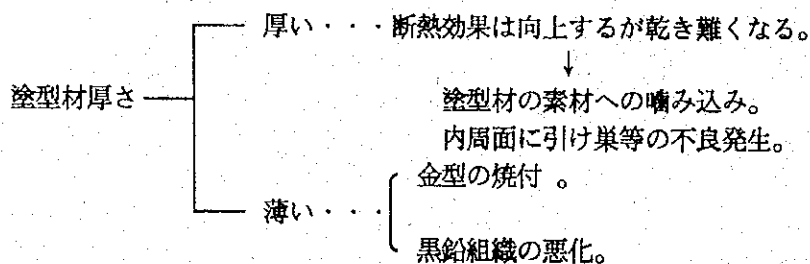 厚い・・・断熱効果は向上するが乾き難くなる。
↓
塗型材厚さ
塗型材の素材への噛み込み。
内周面に引け巣等の不良発生。
金型の焼付 。
薄い・・・
黒鉛組織の悪化。